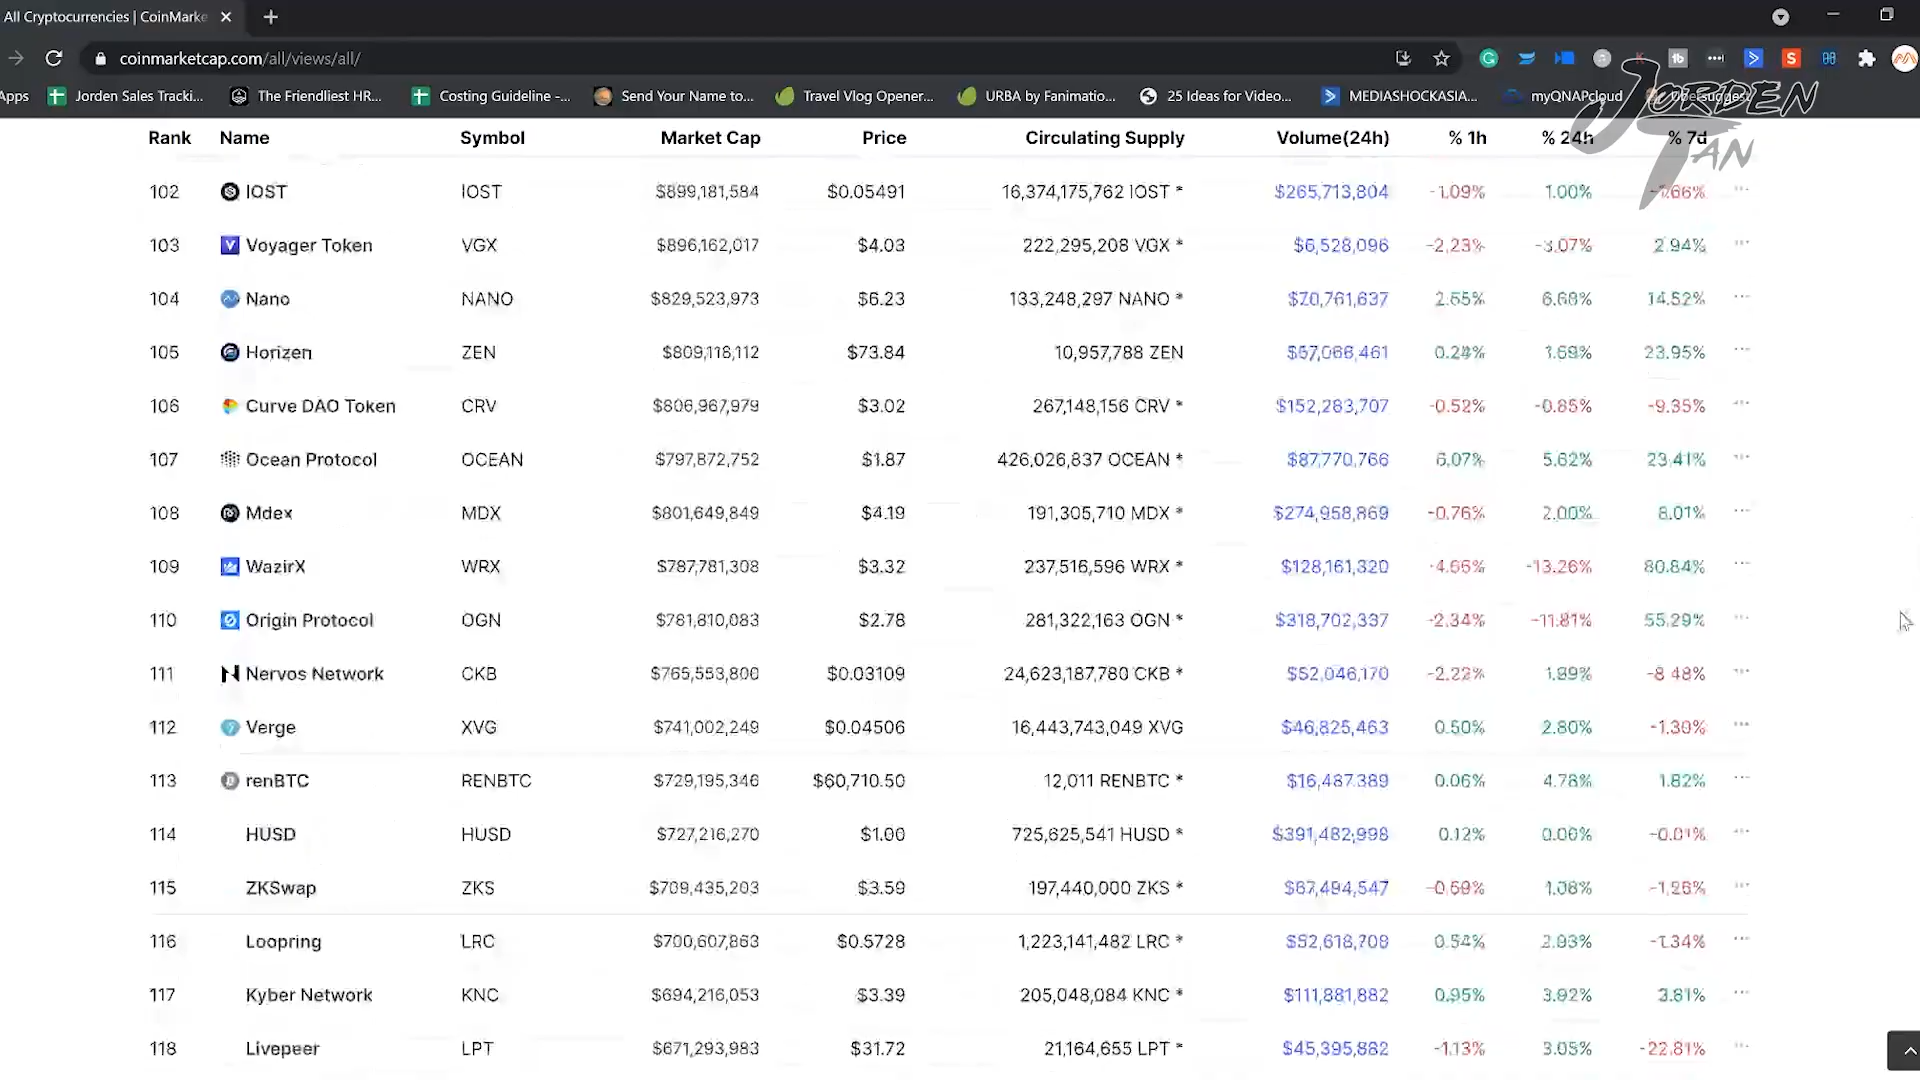 All Cryptocurrencies | CoinMarke
coinmarketcap.com/all/views/all/
Apps Jorden Sales Tracki... The Friendliest HR... Costing Guideline -... Send Your Name to... Travel Vlog Opener... URBA by Fanimatio... 25 Ideas for Video... MEDIASHOCKASIA... myQNAPcloud Ubersuggest
JORDEN TAN
Rank Name Symbol Market Cap Price Circulating Supply Volume(24h) % 1h % 24h % 7d
102 IOST IOST $899,181,584 $0.05491 16,374,175,762 IOST * $265,713,804 -1.09% 1.00%
103 Voyager Token VGX $896,162,017 $4.03 222,295,208 VGX * $6,528,096 -2.23% -3.07% 2.94%
104 Nano NANO $829,523,973 $6.23 133,248,297 NANO * $70,761,637 2.65% 6.68% 14.52%
105 Horizen ZEN $809,118,112 $73.84 10,957,788 ZEN $57,066,461 0.24% 1.69% 23.95%
106 Curve DAO Token CRV $806,967,979 $3.02 267,148,156 CRV * $152,283,707 -0.52% -0.85% -9.35%
107 Ocean Protocol OCEAN $797,872,752 $1.87 426,026,837 OCEAN * $87,770,766 6.07% 5.62% 23.41%
108 Mdex MDX $801,649,849 $4.19 191,305,710 MDX * $274,958,869 -0.76% 2.00% 8.01%
109 WazirX WRX $787,781,308 $3.32 237,516,596 WRX * $128,161,320 -4.66% -13.26% 80.84%
110 Origin Protocol OGN $781,810,083 $2.78 281,322,163 OGN * $318,702,337 -2.34% -11.81% 55.29%
111 Nervos Network CKB $765,553,800 $0.03109 24,623,187,780 CKB * $52,046,170 -2.22% 1.89% -8.48%
112 Verge XVG $741,002,249 $0.04506 16,443,743,049 XVG $46,825,463 0.50% 2.80% -1.30%
113 renBTC RENBTC $729,195,346 $60,710.50 12,011 RENBTC * $16,487,389 0.06% 4.78% 1.82%
114 HUSD HUSD $727,216,270 $1.00 725,625,541 HUSD * $391,482,998 0.12% 0.06% -0.01%
115 ZKSwap ZKS $709,435,203 $3.59 197,440,000 ZKS * $67,494,547 -0.59% 1.08% -1.26%
116 Loopring LRC $700,607,863 $0.5728 1,223,141,482 LRC * $52,618,708 0.54% 2.93% -1.34%
117 Kyber Network KNC $694,216,053 $3.39 205,048,084 KNC * $111,881,882 0.95% 3.92% 3.81%
118 Livepeer LPT $671,293,983 $31.72 21,164,655 LPT * $45,395,882 -1.13% 3.05% -22.81%